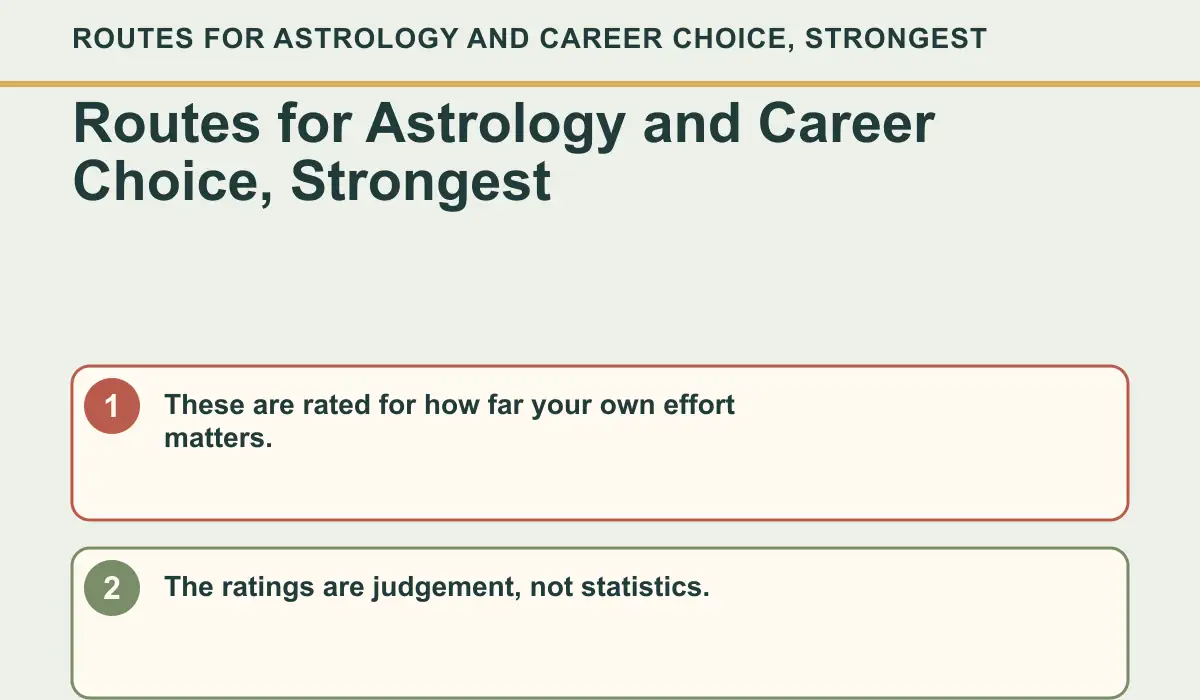 ROUTES FOR ASTROLOGY AND CAREER CHOICE, STRONGEST
Routes for Astrology and Career
Choice, Strongest
1
These are rated for how far your own effort
matters.
2
The ratings are judgement, not statistics.